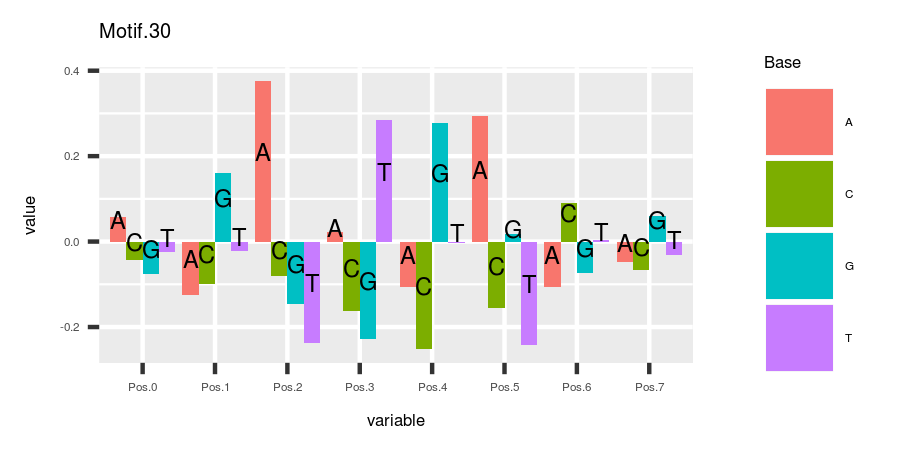 Motif.30
value
0.4
0.2
0.0
-0.2
A C G T A C G T A C G T A C G T A C G T A C G T A C G T A C G T
Pos.0 Pos.1 Pos.2 Pos.3 Pos.4 Pos.5 Pos.6 Pos.7
variable
Base
A
C
G
T